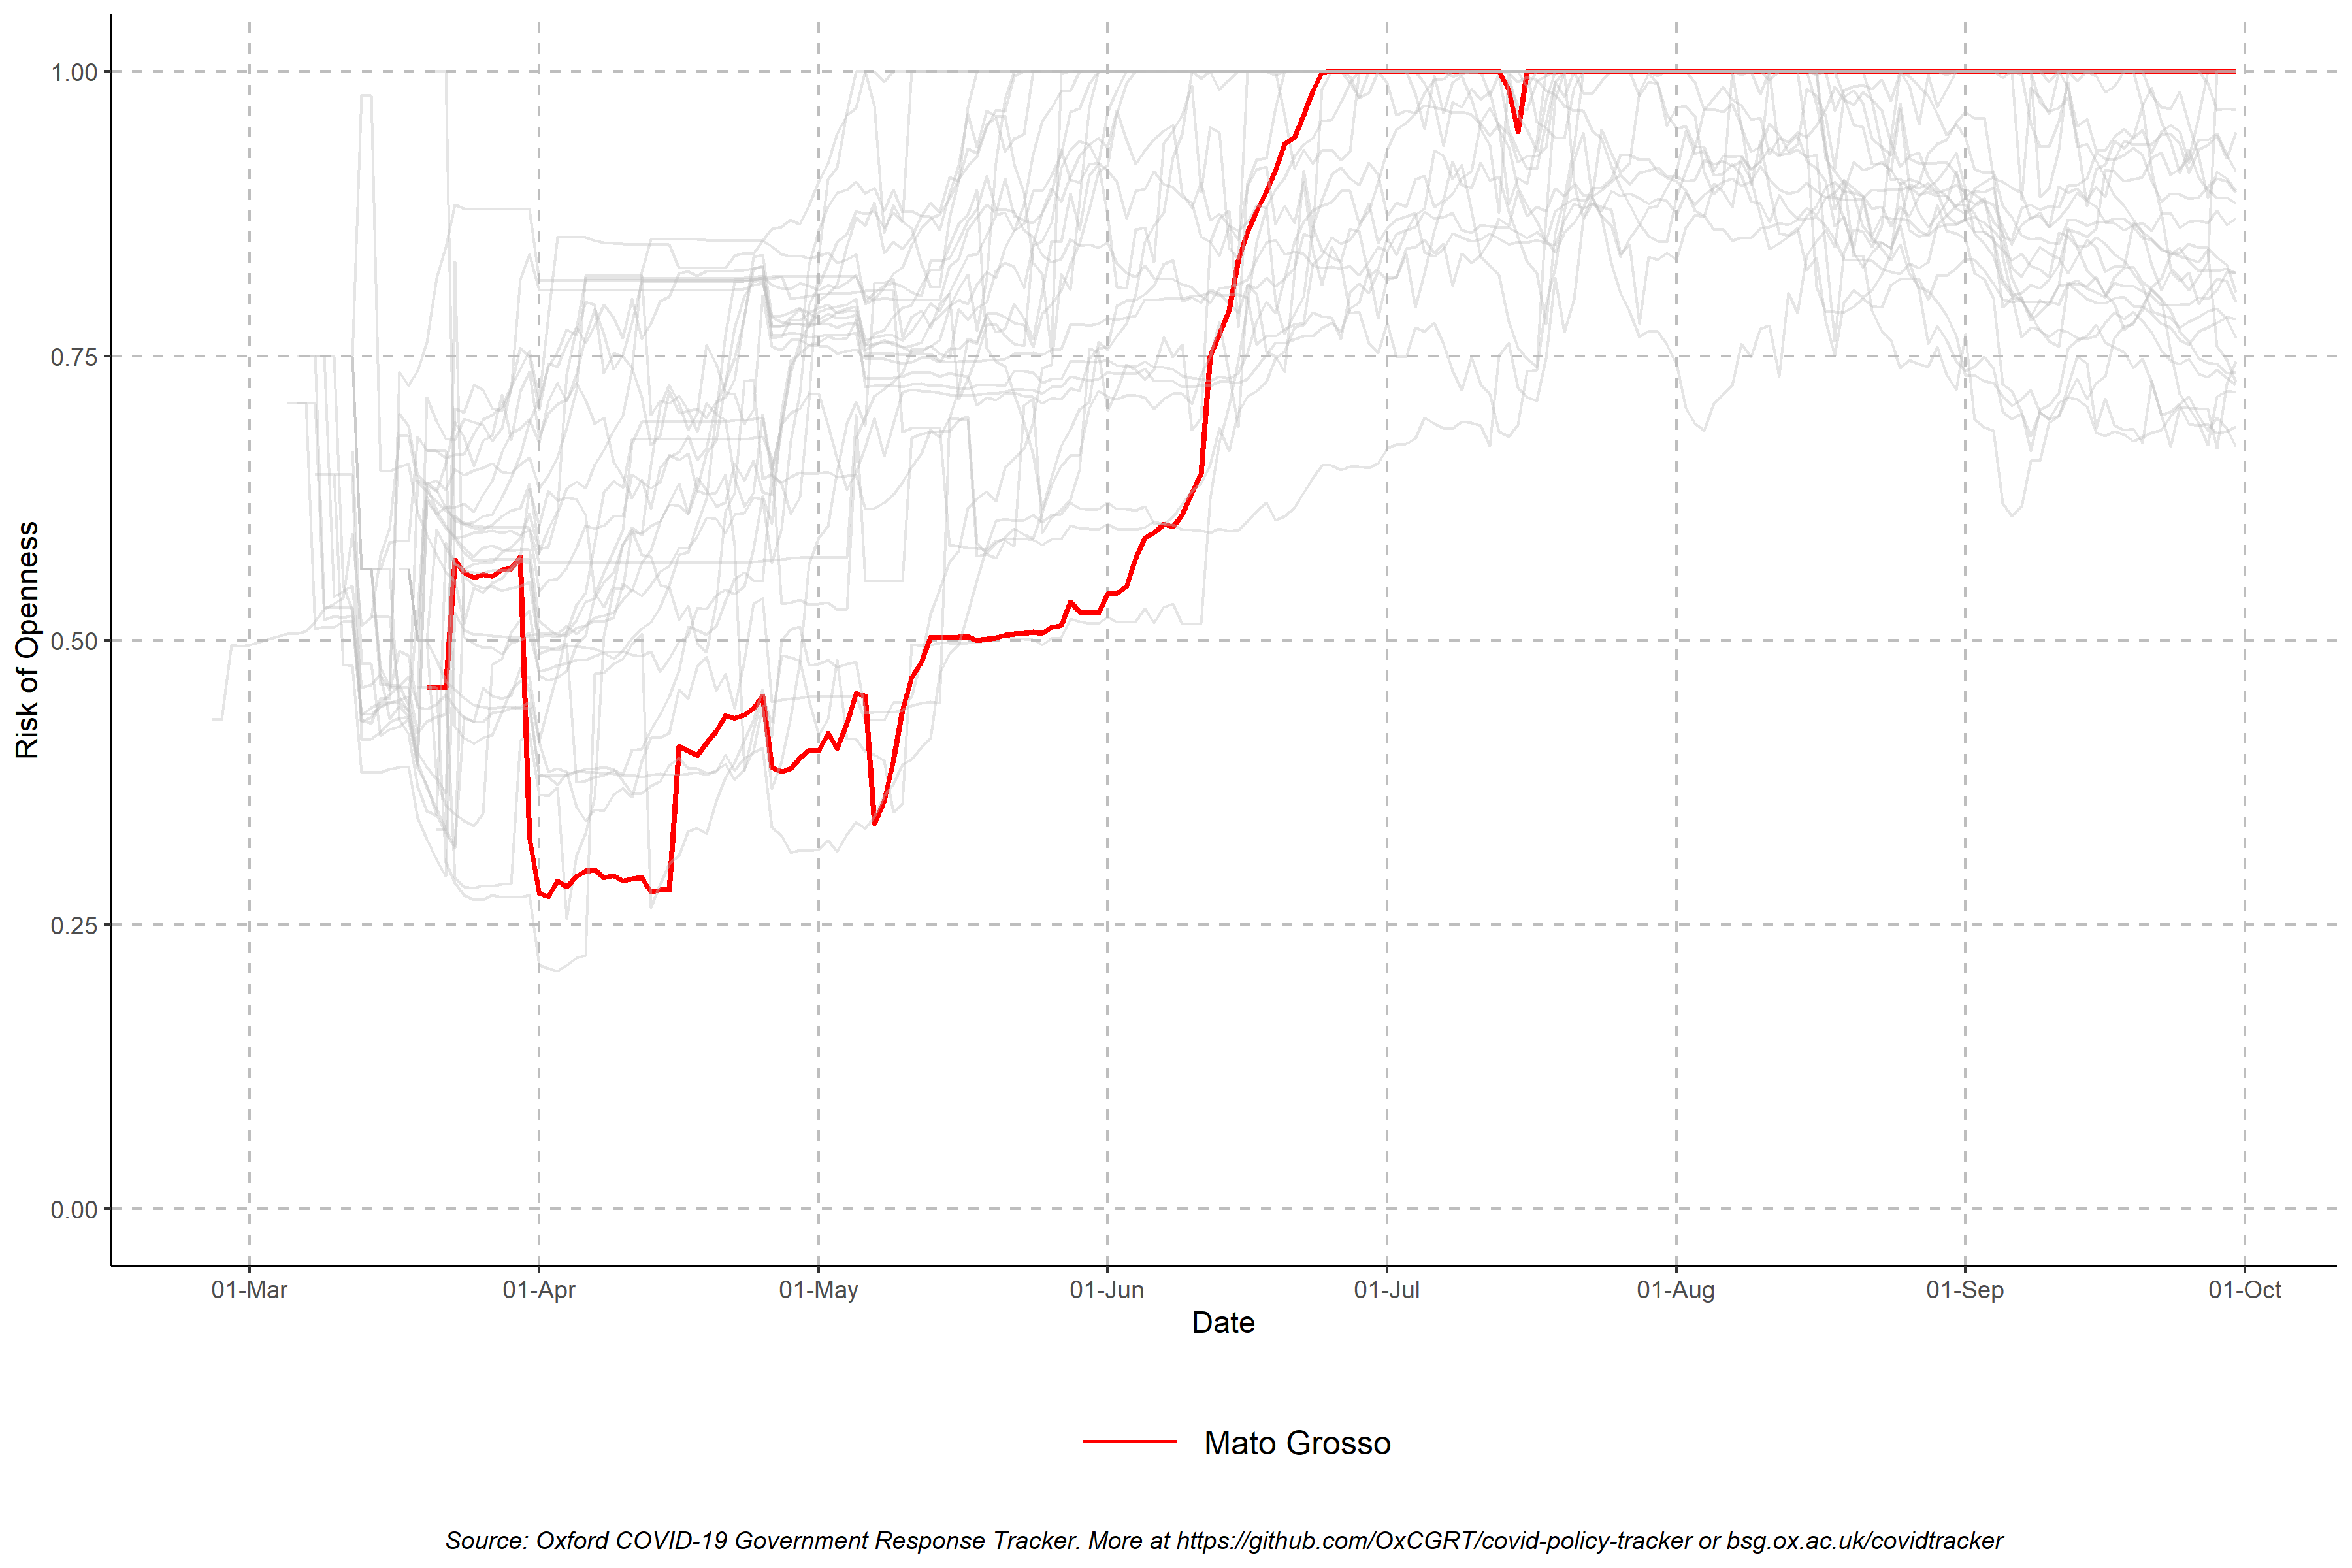 1.00
0.75
0.50
0.25
0.00
Risk of Openness
01-Mar 01-Apr 01-May 01-Jun 01-Jul 01-Aug 01-Sep 01-Oct
Date
Mato Grosso
Source: Oxford COVID-19 Government Response Tracker. More at https://github.com/OxCGRT/covid-policy-tracker or bsg.ox.ac.uk/covidtracker